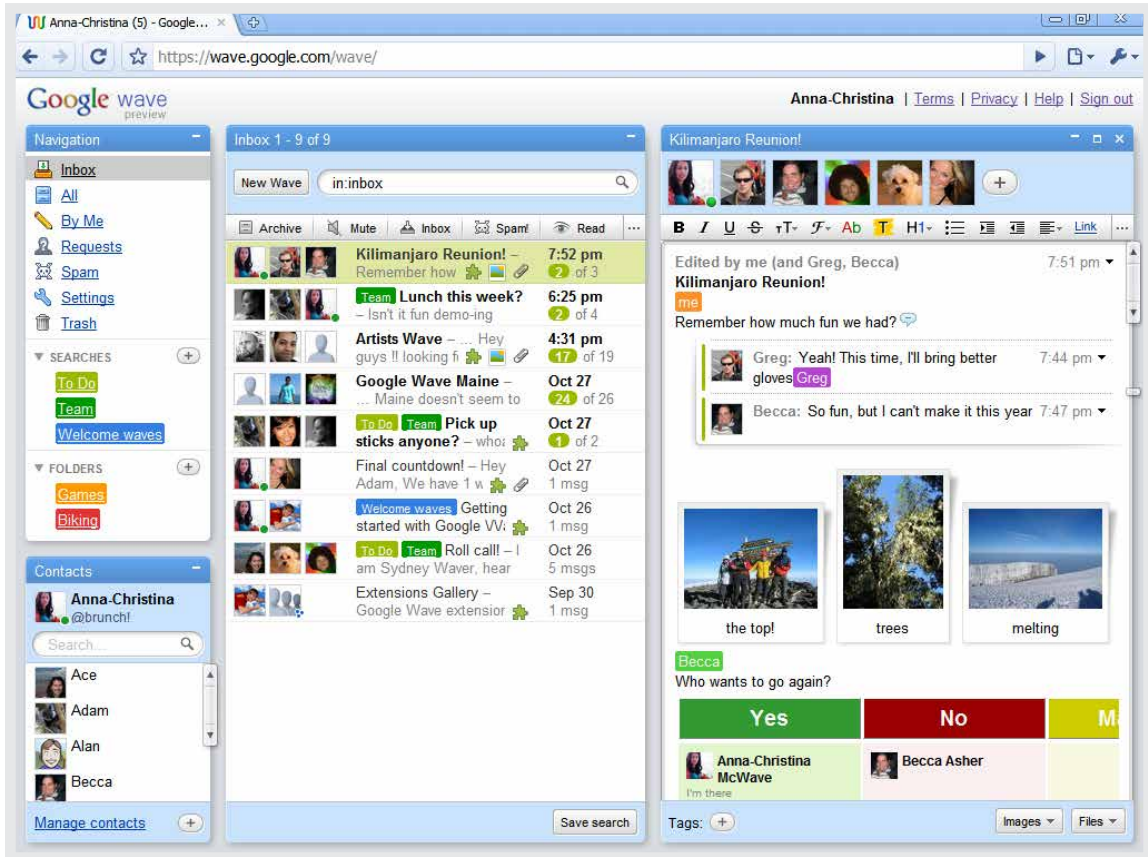 Anna-Christina (5) - Google...
https://wave.google.com/wave/
Google wave
preview
Anna-Christina | Terms | Privacy | Help | Sign out
Navigation
Inbox
All
By Me
Requests
Spam
Settings
Trash
SEARCHES
To Do
Team
Welcome waves
FOLDERS
Games
Biking
Contacts
Anna-Christina
@brunch!
Search...
Ace
Adam
Alan
Becca
Manage contacts
Inbox 1 - 9 of 9
New Wave in:inbox
Archive Mute Inbox Spam! Read ...
Kilimanjaro Reunion! – 7:52 pm
Remember how 2 of 3
Team Lunch this week? 6:25 pm
– Isn't it fun demo-ing 2 of 4
Artists Wave – ... Hey 4:31 pm
guys !! looking f 17 of 19
Google Wave Maine – Oct 27
... Maine doesn't seem to 24 of 26
To Do Team Pick up Oct 27
sticks anyone? – whoa 1 of 2
Final countdown! – Hey Oct 27
Adam, We have 1 w 1 msg
Welcome waves Getting Oct 26
started with Google Wa 1 msg
To Do Team Roll call! – I Oct 26
am Sydney Waver, hear 5 msgs
Extensions Gallery – Sep 30
Google Wave extension 1 msg
Save search
Kilimanjaro Reunion!
B I U S TT F Ab T H1 Link ...
Edited by me (and Greg, Becca) 7:51 pm
Kilimanjaro Reunion!
me
Remember how much fun we had?
Greg: Yeah! This time, I'll bring better 7:44 pm
gloves Greg
Becca: So fun, but I can't make it this year 7:47 pm
the top! trees melting
Becca
Who wants to go again?
Yes No Ma
Anna-Christina Becca Asher
McWave
I'm there
Tags: Images Files